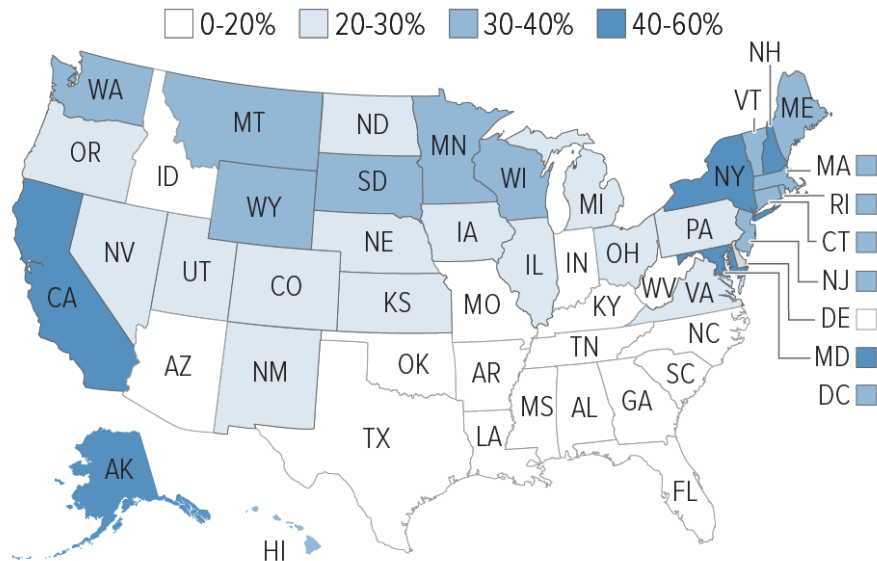 0-20% 20-30% 30-40% 40-60%
NH
WA
VT
ME
MT
ND
MN
OR
ID
MA
SD
WI
NY
WY
MI
RI
CT
PA
IA
NE
NV
OH
IL
IN
NJ
UT
CO
CA
WV
VA
KS
MO
KY
DE
NC
TN
MD
AZ
OK
NM
AR
SC
DC
MS
AL
GA
TX
LA
AK
FL
HI